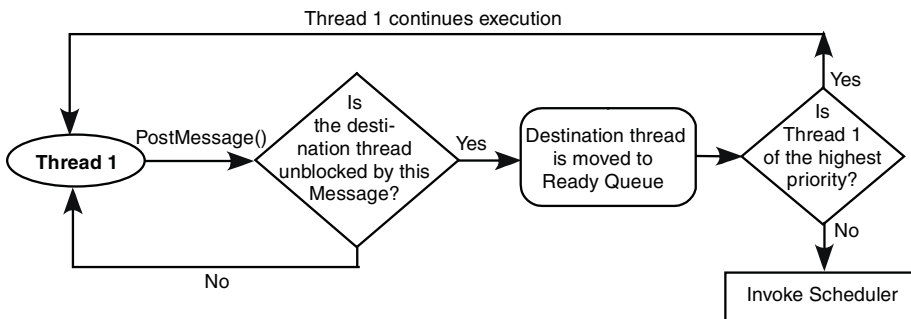 Thread 1 continues execution
Thread 1
PostMessage()
Is
the desti-
nation thread
unblocked by this
Message?
Yes
No
Destination thread
is moved to
Ready Queue
Is
Thread 1
of the highest
priority?
Yes
No
Invoke Scheduler